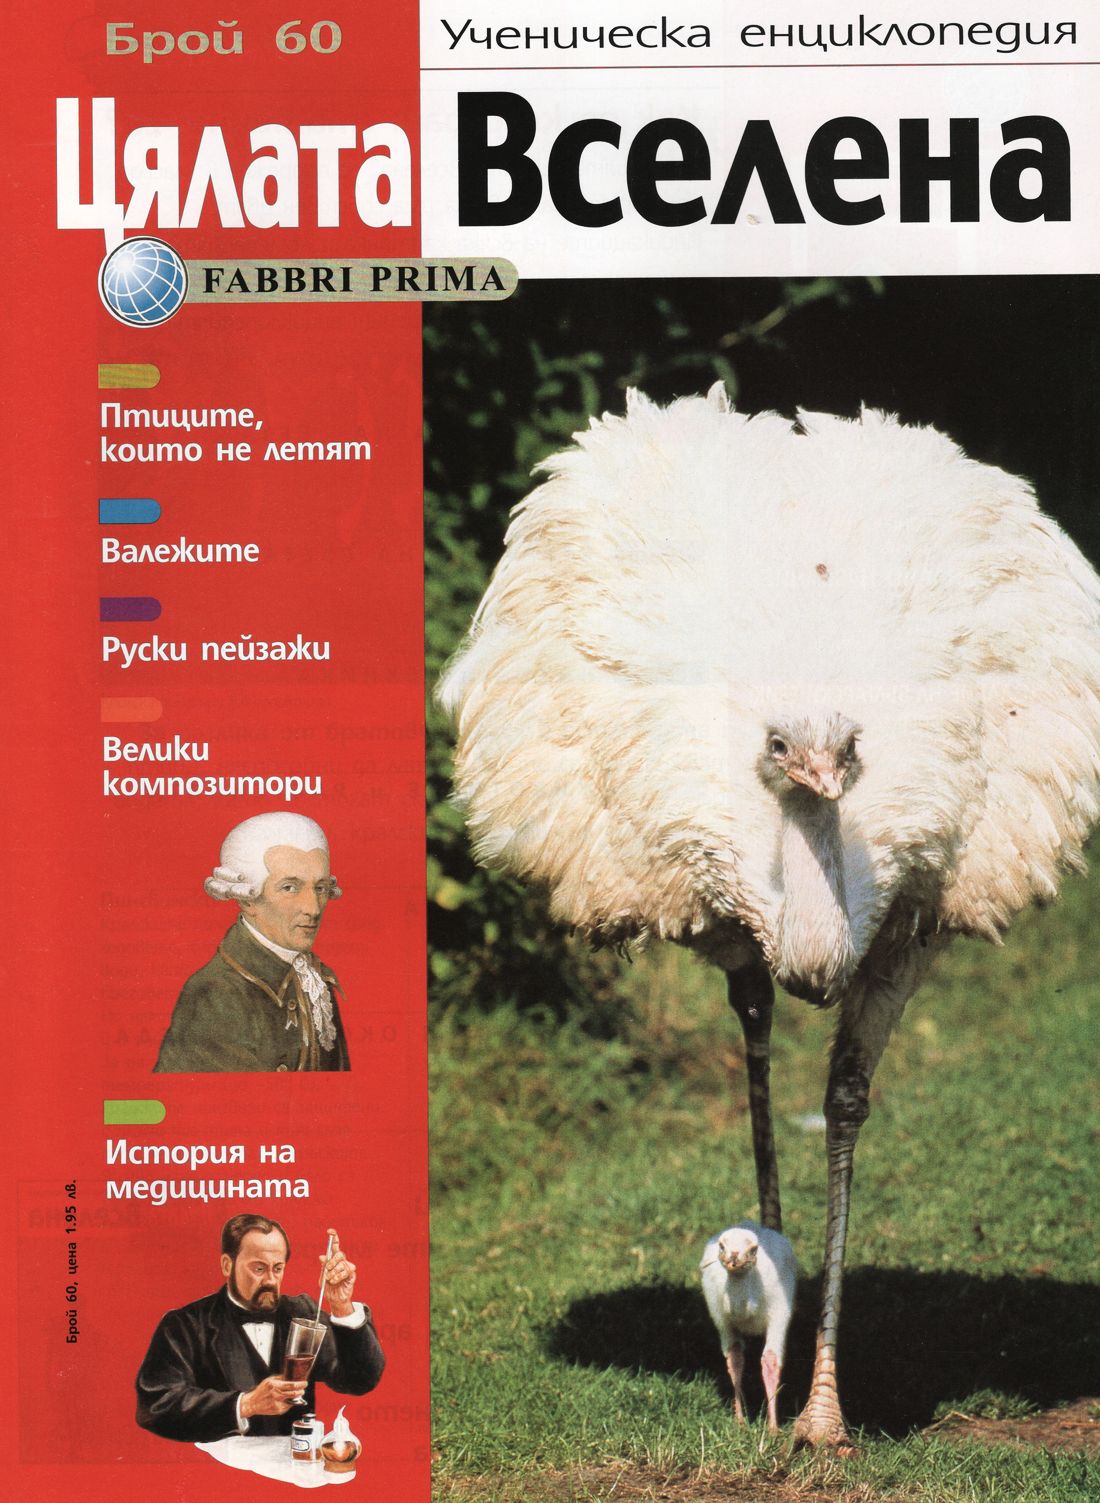 Брой 60
Ученическа енциклопедия
Цялата Вселена
FABBRI PRIMA
Птиците,
които не летят
Валежите
Руски пейзажи
Велики
композитори
История на
медицината
Брой 60, цена 1.95 лв.